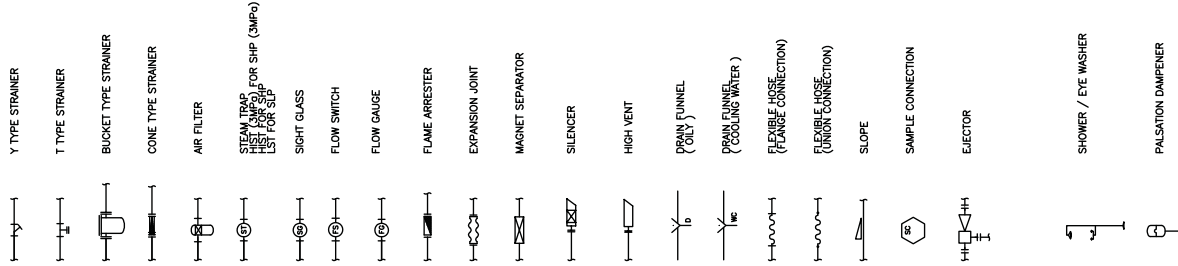 Y TYPE STRAINER
T TYPE STRAINER
BUCKET TYPE STRAINER
CONE TYPE STRAINER
AIR FILTER
STEAM TRAP
HIST (3MPa) FOR SHP (3MPa)
HIST FOR SHP
LST FOR SLP
SIGHT GLASS
FLOW SWITCH
FLOW GAUGE
FLAME ARRESTER
EXPANSION JOINT
MAGNET SEPARATOR
SILENCER
HIGH VENT
DRAIN FUNNEL
( OILY )
DRAIN FUNNEL
( COOLING WATER )
FLEXIBLE HOSE
(FLANGE CONNECTION)
FLEXIBLE HOSE
(UNION CONNECTION)
SLOPE
SAMPLE CONNECTION
EJECTOR
SHOWER / EYE WASHER
PALSATION DAMPENER
ST
SG
FS
FG
D
WC
SC